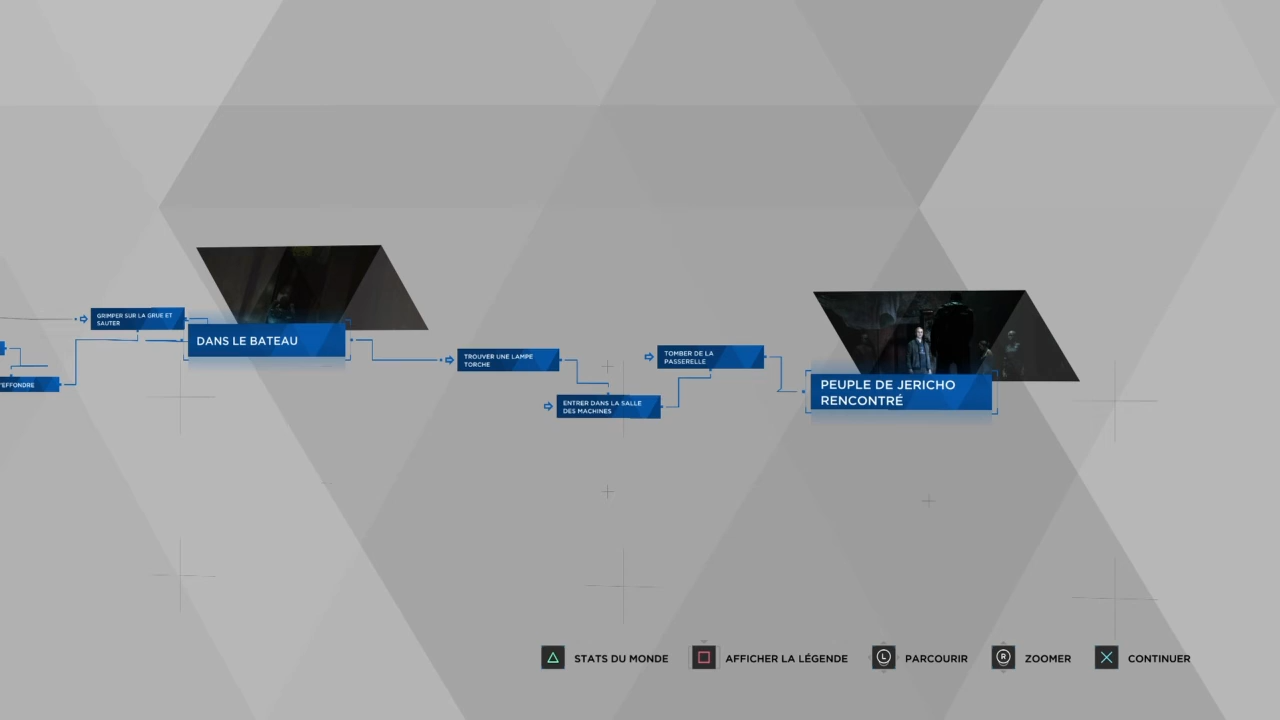 GRIMPER SUR LA GRUE ET
SAUTER
DANS LE BATEAU
'EFFONDRE
TROUVER UNE LAMPE
TORCHE
ENTRER DANS LA SALLE
DES MACHINES
TOMBER DE LA
PASSERELLE
PEUPLE DE JERICHO
RENCONTRÉ
STATS DU MONDE
AFFICHER LA LÉGENDE
L
PARCOURIR
R
ZOOMER
CONTINUER